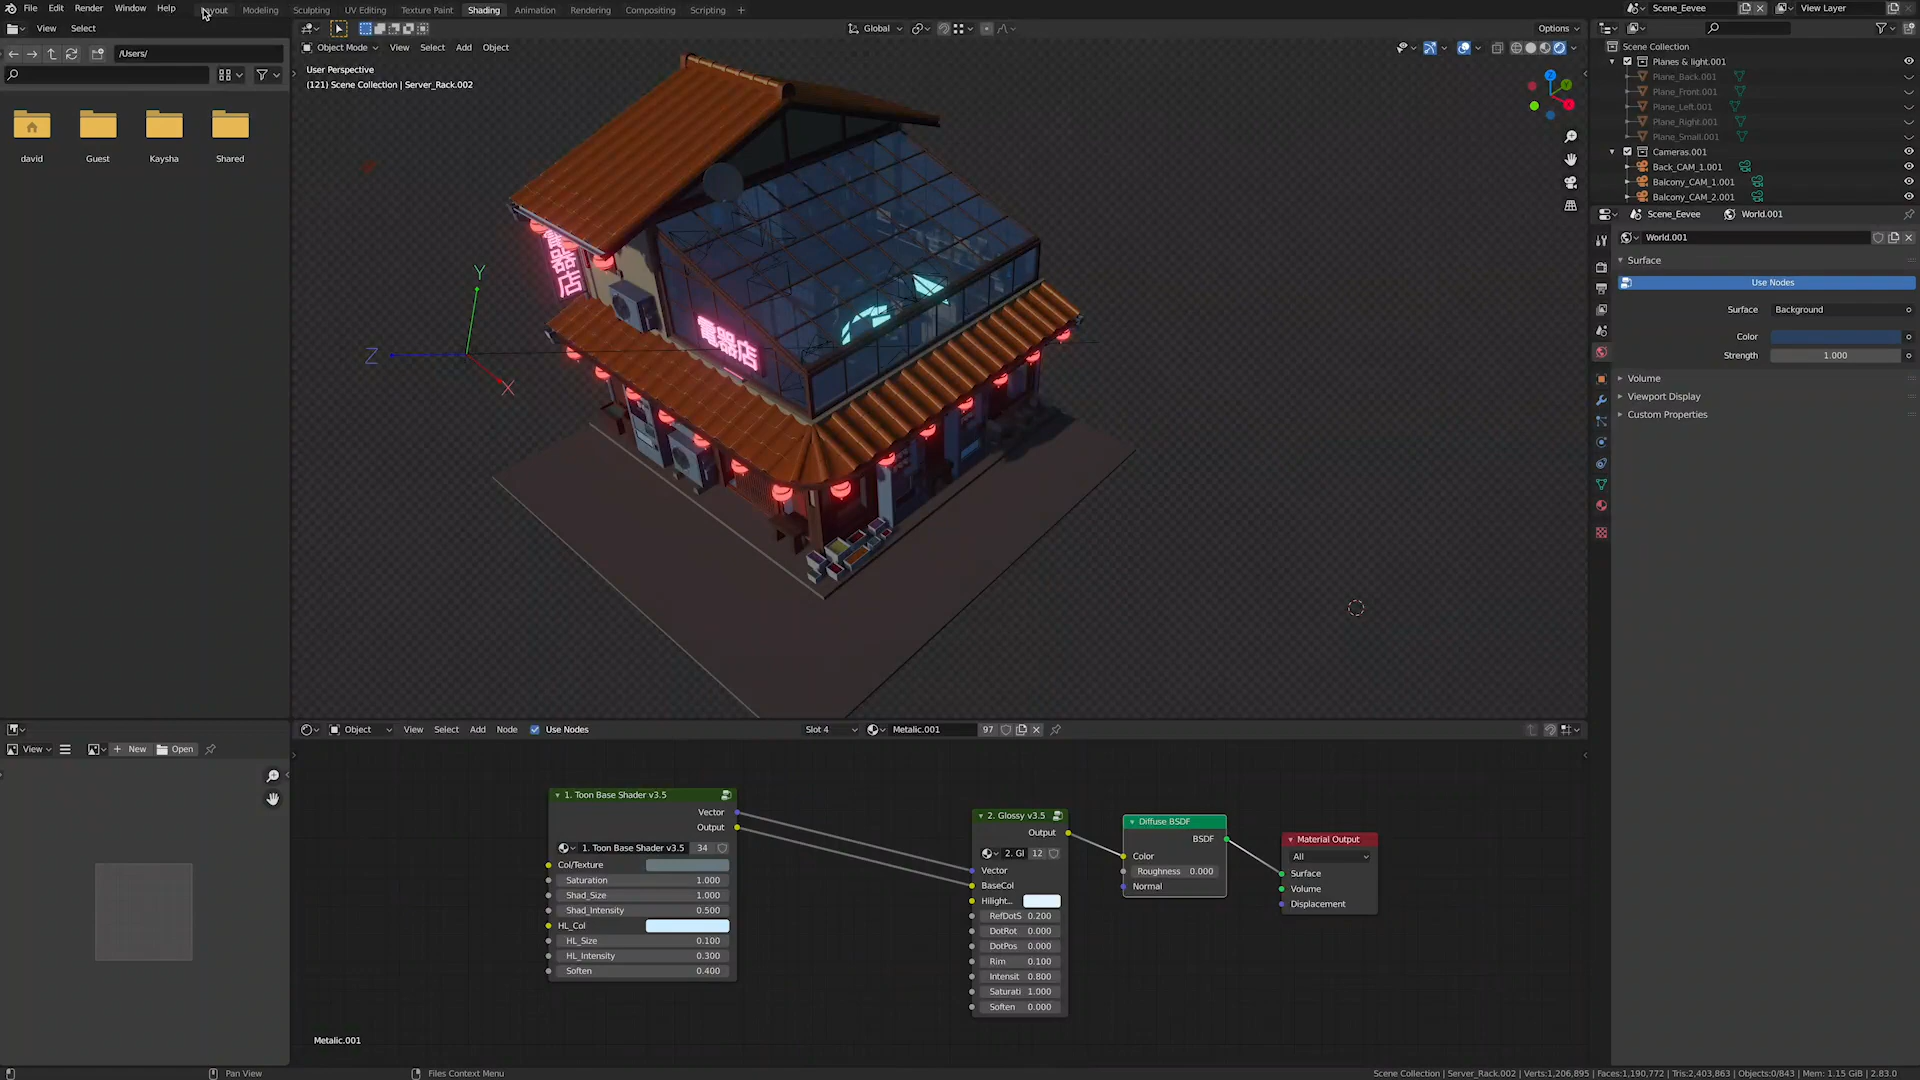 File Edit Render Window Help Layout Modeling Sculpting UV Editing Texture Paint Shading Animation Rendering Compositing Scripting + Scene_Eevee View Layer
View Select
/Users/
david Guest Kaysha Shared
Global Options
Object Mode View Select Add Object
User Perspective
(121) Scene Collection | Server_Rack.002
Y
Z
X
電器店
電器店
Scene Collection
Planes & light.001
Plane_Back.001
Plane_Front.001
Plane_Left.001
Plane_Right.001
Plane_Small.001
Cameras.001
Back_CAM_1.001
Balcony_CAM_1.001
Balcony_CAM_2.001
Scene_Eevee World.001
World.001
Surface
Use Nodes
Surface Background
Color
Strength 1.000
Volume
Viewport Display
Custom Properties
View New Open
Object View Select Add Node Use Nodes Slot 4 Metalic.001 97
1. Toon Base Shader v3.5
Vector
Output
1. Toon Base Shader v3.5 34
Col/Texture
Saturation 1.000
Shad_Size 1.000
Shad_Intensity 0.500
HL_Col
HL_Size 0.100
HL_Intensity 0.300
Soften 0.400
2. Glossy v3.5
Output
2. Gl 12
Vector
BaseCol
Hilight...
RefDotS 0.200
DotRot 0.000
DotPos 0.000
Rim 0.100
Intensit 0.800
Saturati 1.000
Soften 0.000
Diffuse BSDF
BSDF
Color
Roughness 0.000
Normal
Material Output
All
Surface
Volume
Displacement
Metalic.001
Pan View Files Context Menu Scene Collection | Server_Rack.002 | Verts:1,206,895 | Faces:1,190,772 | Tris:2,403,863 | Objects:0/843 | Mem: 1.15 GiB | 2.83.0